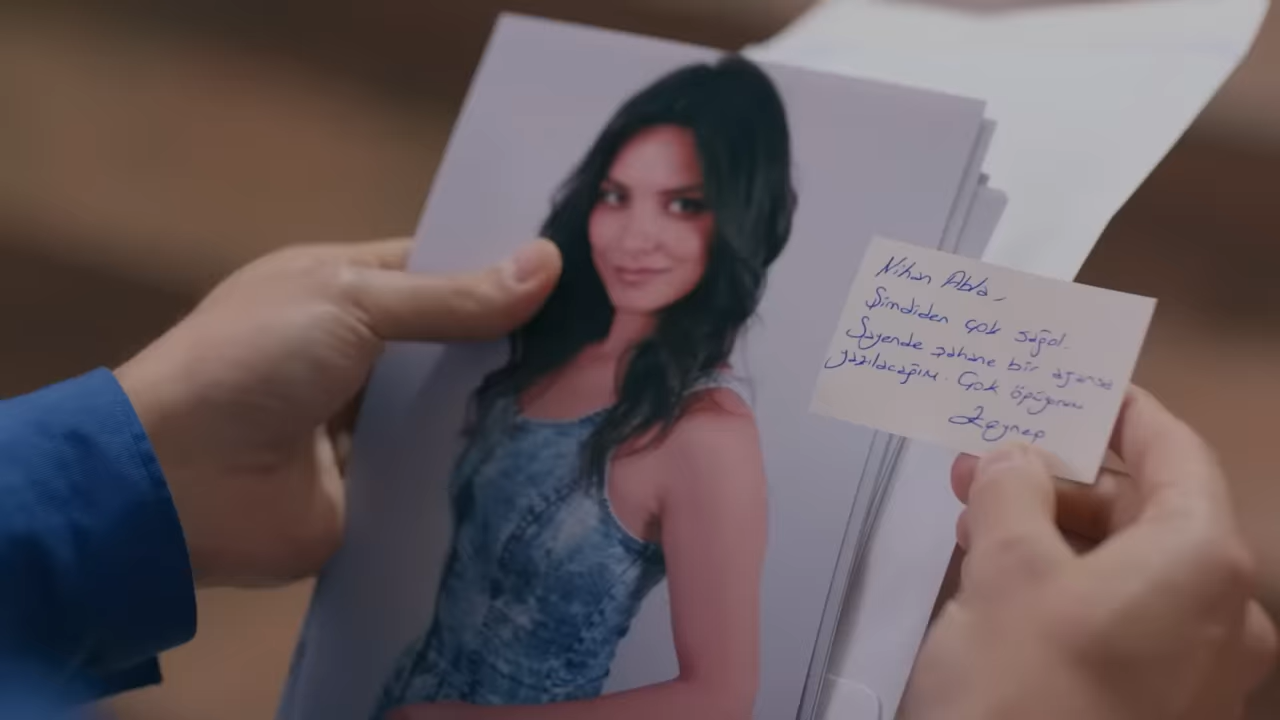 Nihan Abla,
Şimdiden çok sağol.
Sayende şahane bir ajansa
yazılacağım. Çok öpüyorum
Zeynep